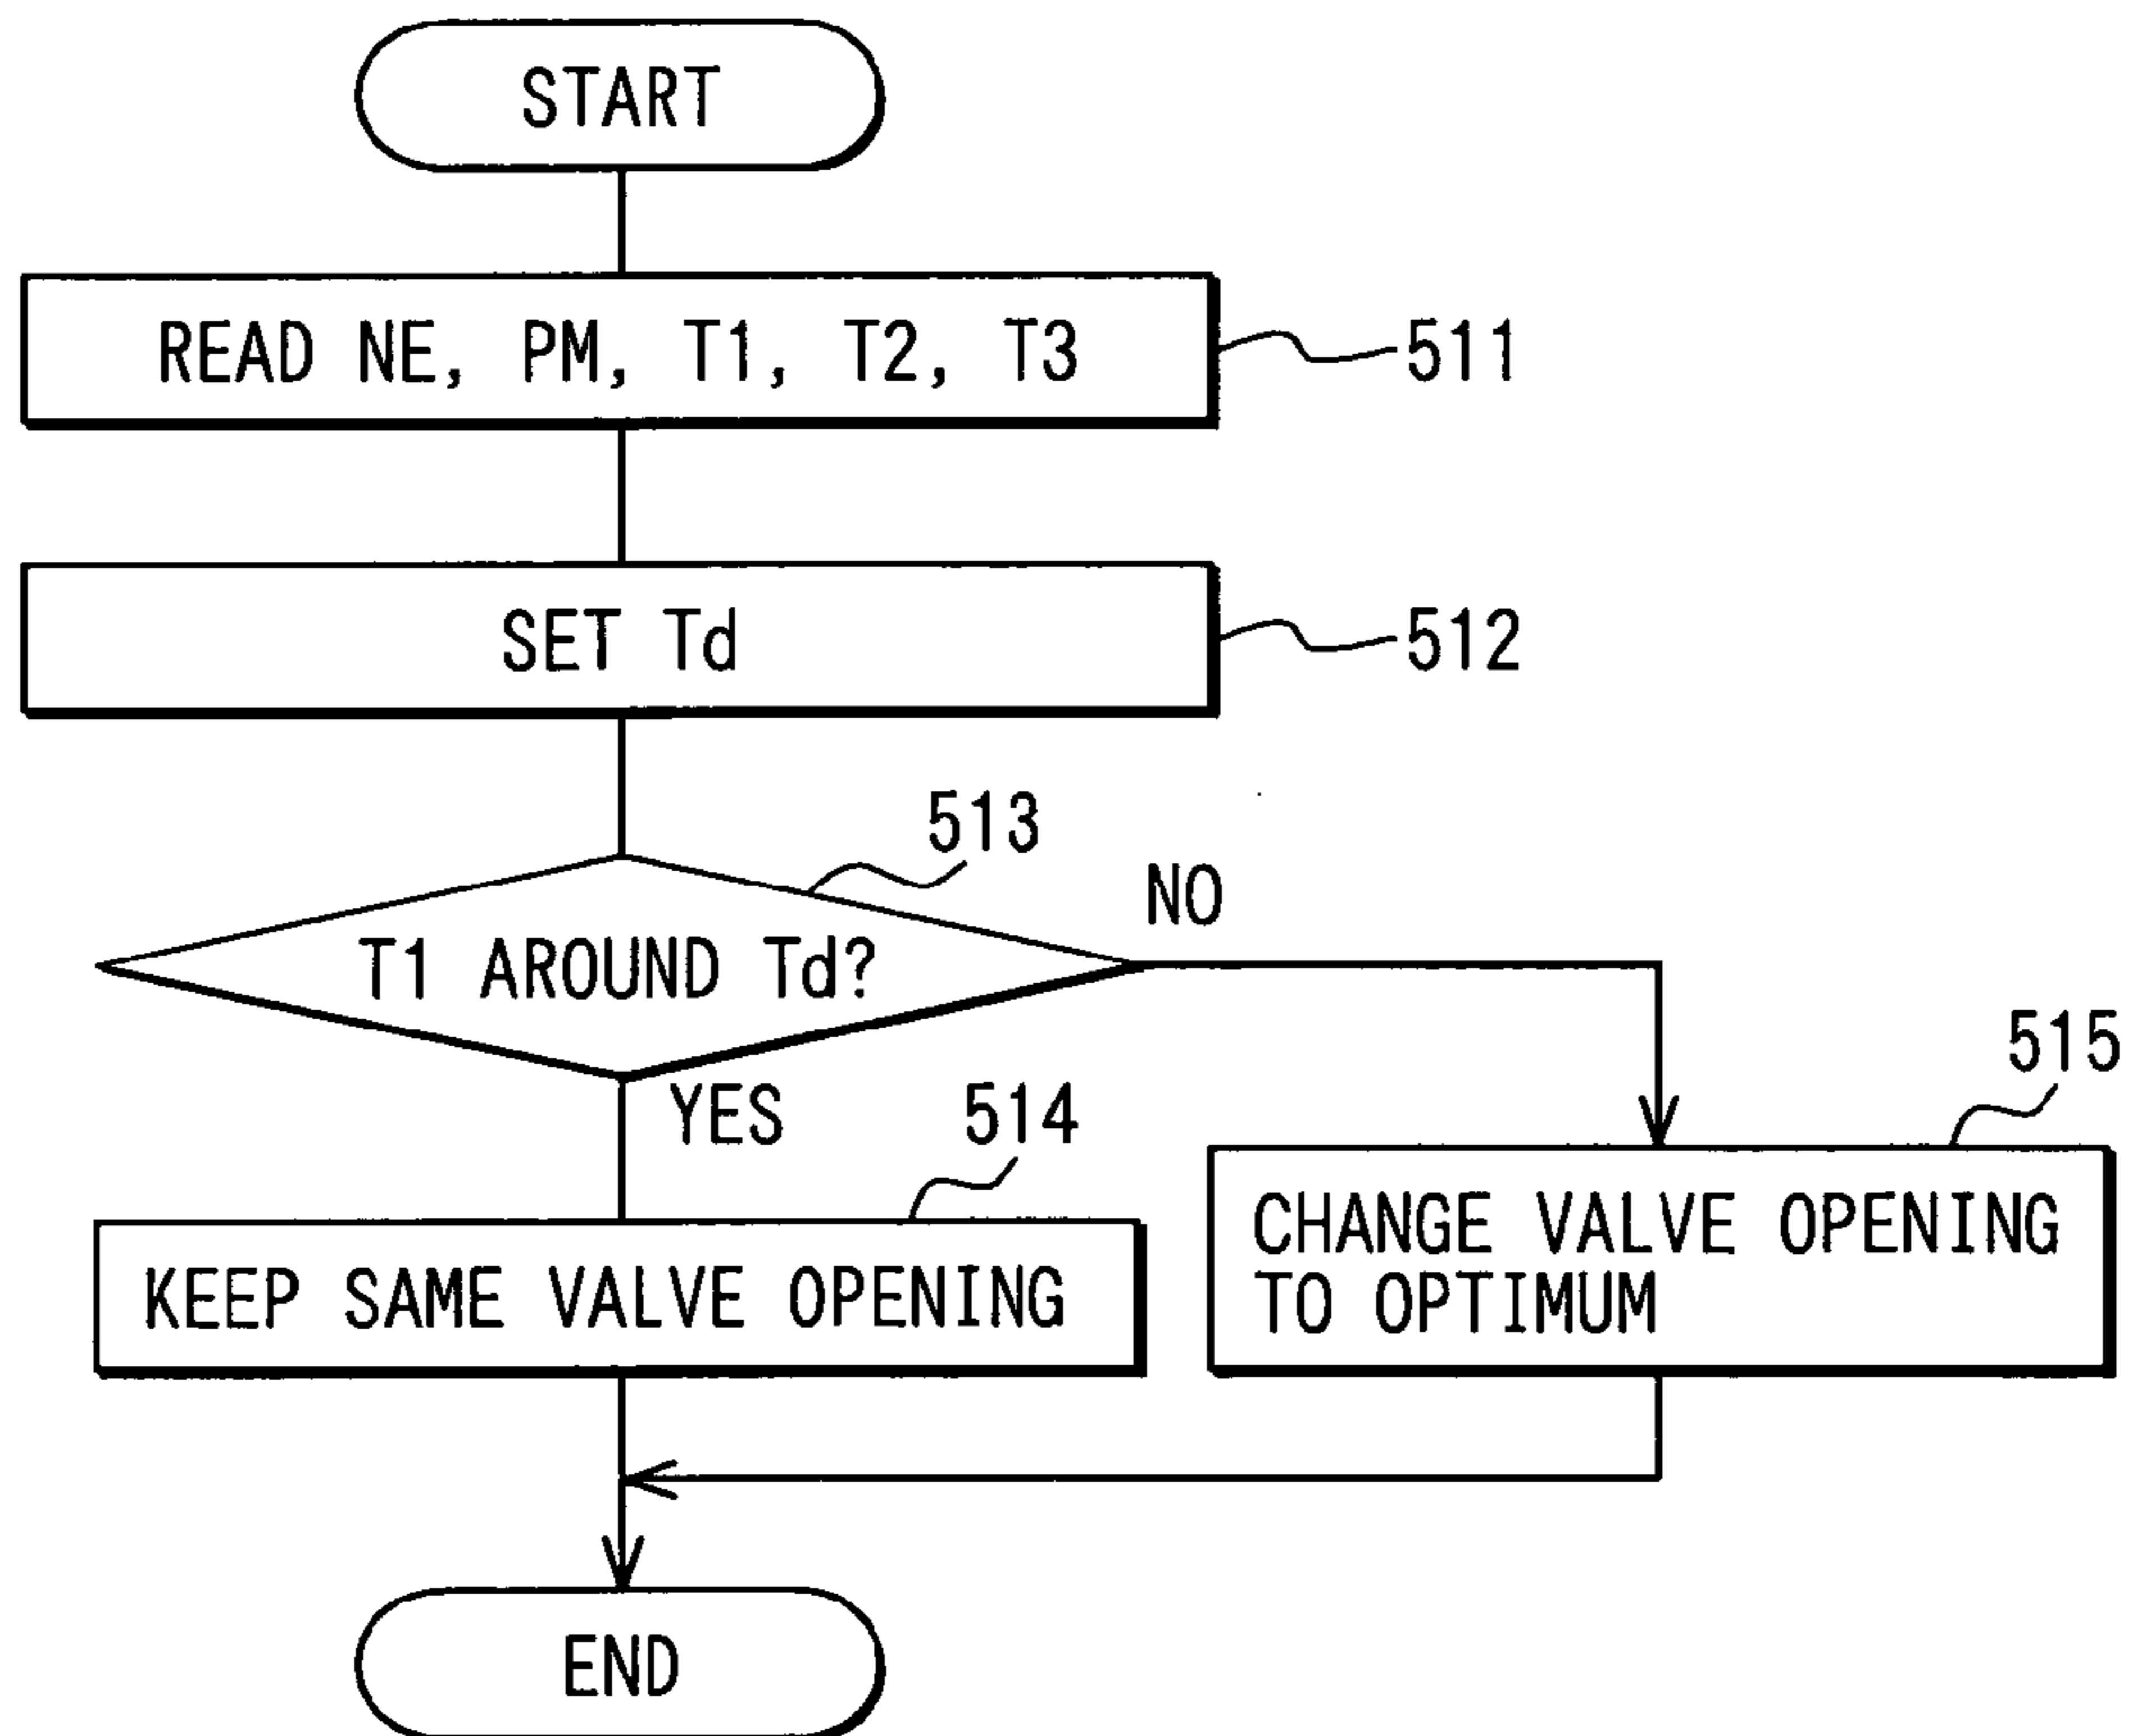 START
READ NE, PM, T1, T2, T3
511
SET Td
512
513
NO
T1 AROUND Td?
YES
514
515
KEEP SAME VALVE OPENING
CHANGE VALVE OPENING
TO OPTIMUM
END